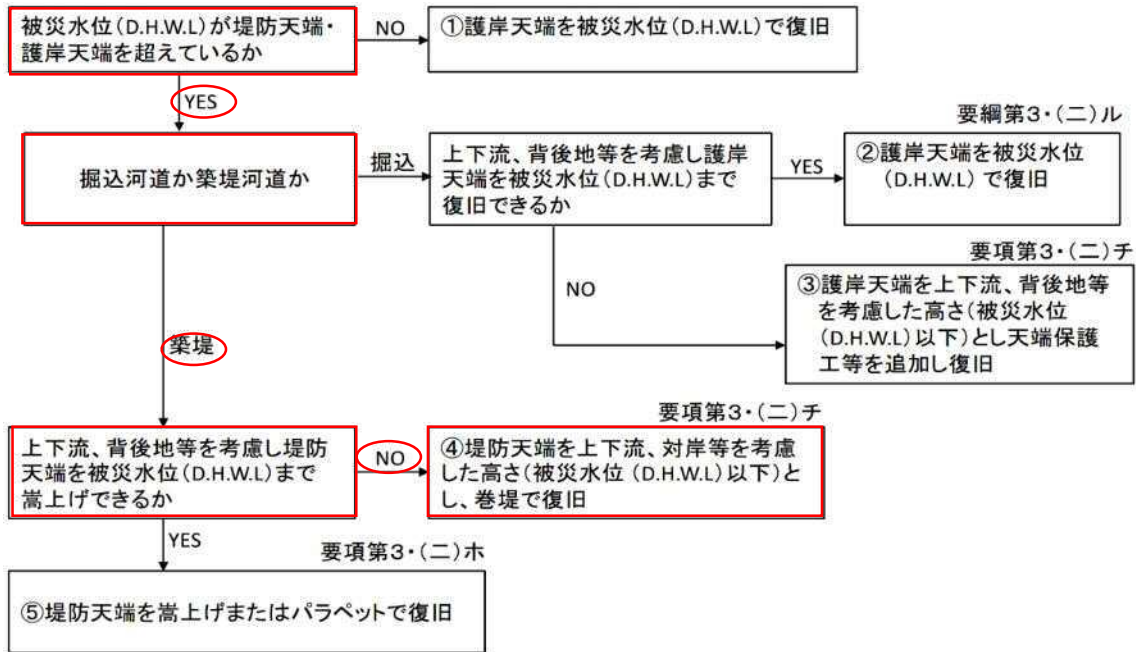 被災水位(D.H.W.L)が堤防天端・
護岸天端を超えているか
NO
①護岸天端を被災水位(D.H.W.L)で復旧
YES
要綱第3・(二)ル
掘込河道か築堤河道か
掘込
上下流、背後地等を考慮し護岸
天端を被災水位(D.H.W.L)まで
復旧できるか
YES
②護岸天端を被災水位
(D.H.W.L) で復旧
要項第3・(二)チ
NO
③護岸天端を上下流、背後地等
を考慮した高さ(被災水位
(D.H.W.L)以下)とし天端保護
工等を追加し復旧
築堤
要項第3・(二)チ
上下流、背後地等を考慮し堤防
天端を被災水位(D.H.W.L)まで
嵩上げできるか
NO
④堤防天端を上下流、対岸等を考慮
した高さ(被災水位 (D.H.W.L)以下)と
し、巻堤で復旧
YES
要項第3・(二)ホ
⑤堤防天端を嵩上げまたはパラペットで復旧